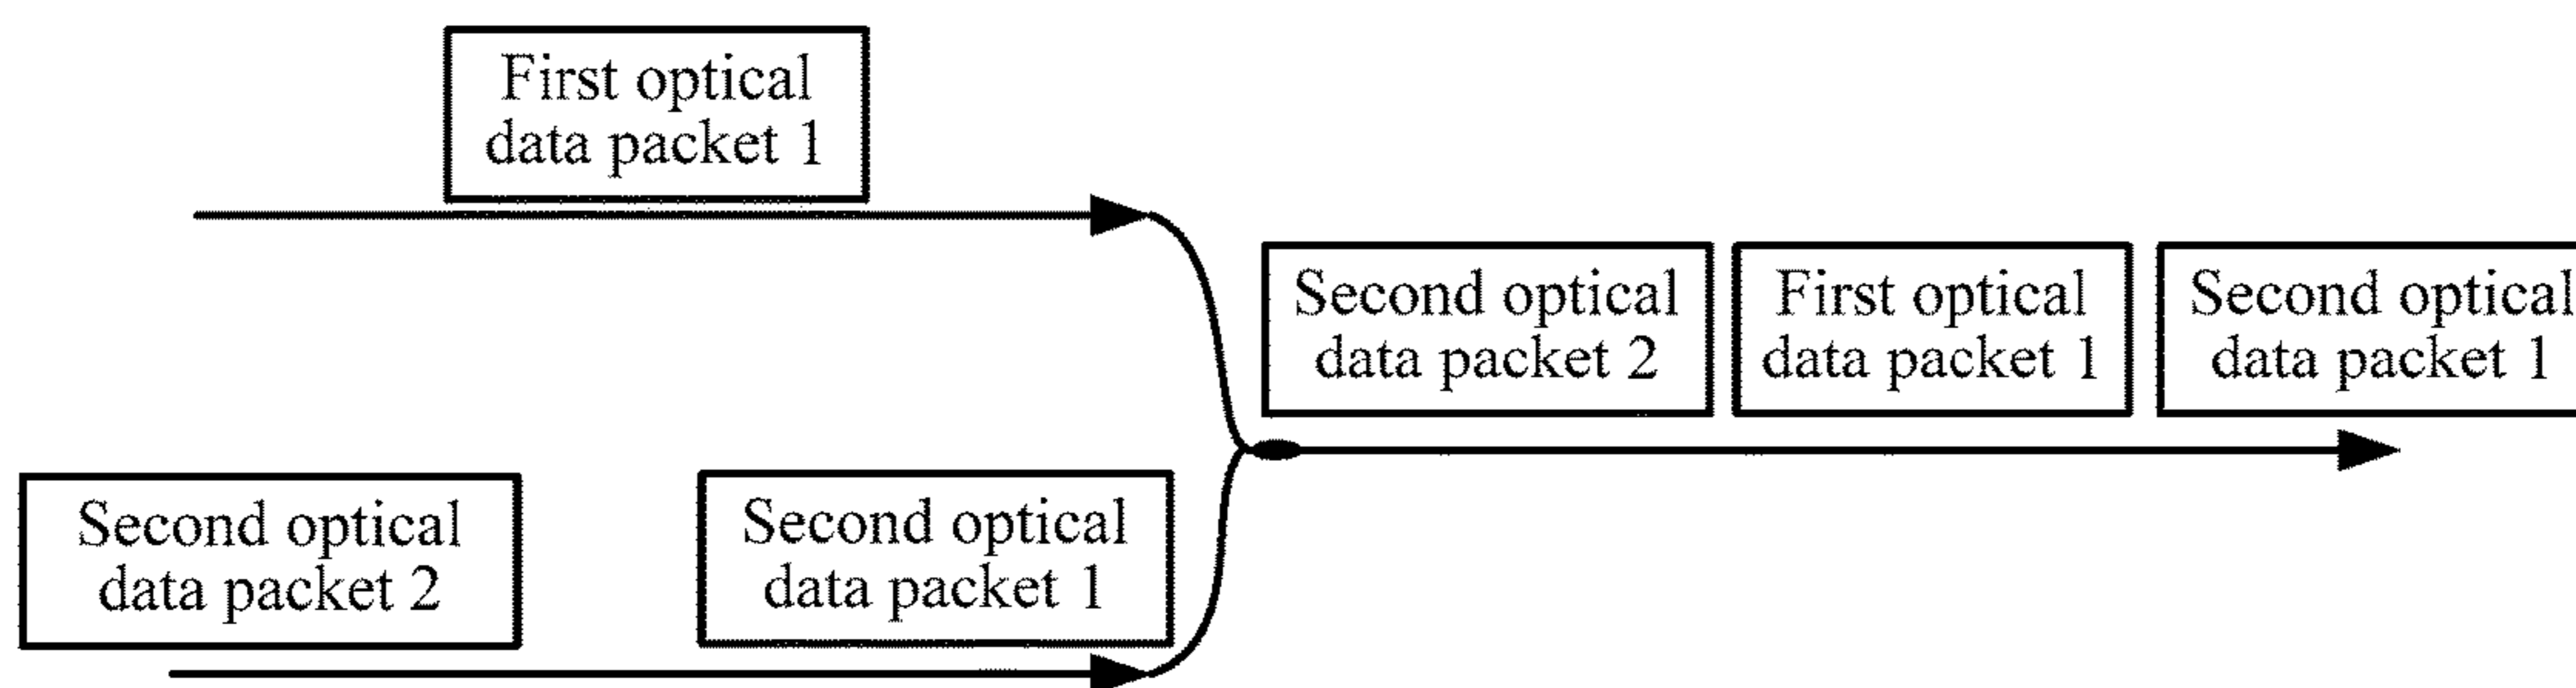 First optical
data packet 1
Second optical
data packet 2
First optical
data packet 1
Second optical
data packet 1
Second optical
data packet 2
Second optical
data packet 1